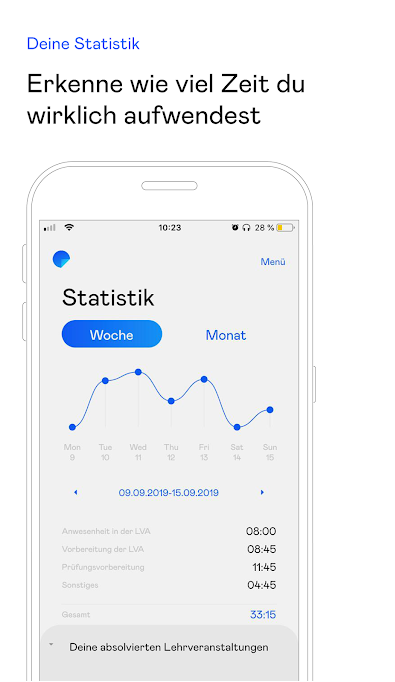 Deine Statistik
Erkenne wie viel Zeit du
wirklich aufwendest
10:23
28 %
Menü
Statistik
Woche
Monat
Mon Tue Wed Thu Fri Sat Sun
9 10 11 12 13 14 15
09.09.2019-15.09.2019
Anwesenheit in der LVA 08:00
Vorbereitung der LVA 08:45
Prüfungsvorbereitung 11:45
Sonstiges 04:45
Gesamt 33:15
Deine absolvierten Lehrveranstaltungen